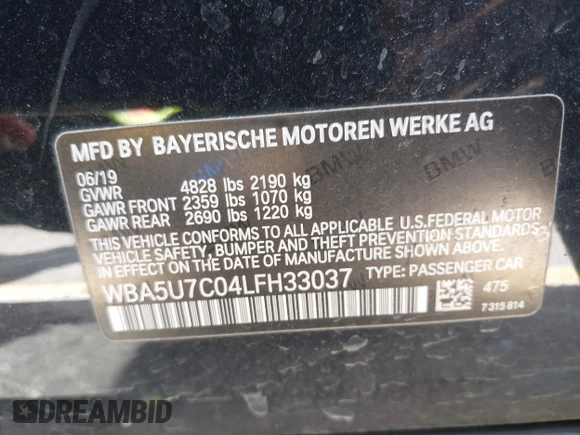 MFD BY BAYERISCHE MOTOREN WERKE AG
06/19
GVWR 4828 lbs 2190 kg
GAWR FRONT 2359 lbs 1070 kg
GAWR REAR 2690 lbs 1220 kg
THIS VEHICLE CONFORMS TO ALL APPLICABLE U.S.FEDERAL MOTOR
VEHICLE SAFETY, BUMPER AND THEFT PREVENTION STANDARDS
IN EFFECT ON THE DATE OF MANUFACTURE SHOWN ABOVE.
WBA5U7C04LFH33037 TYPE: PASSENGER CAR
475
7 315 814
DREAMBID